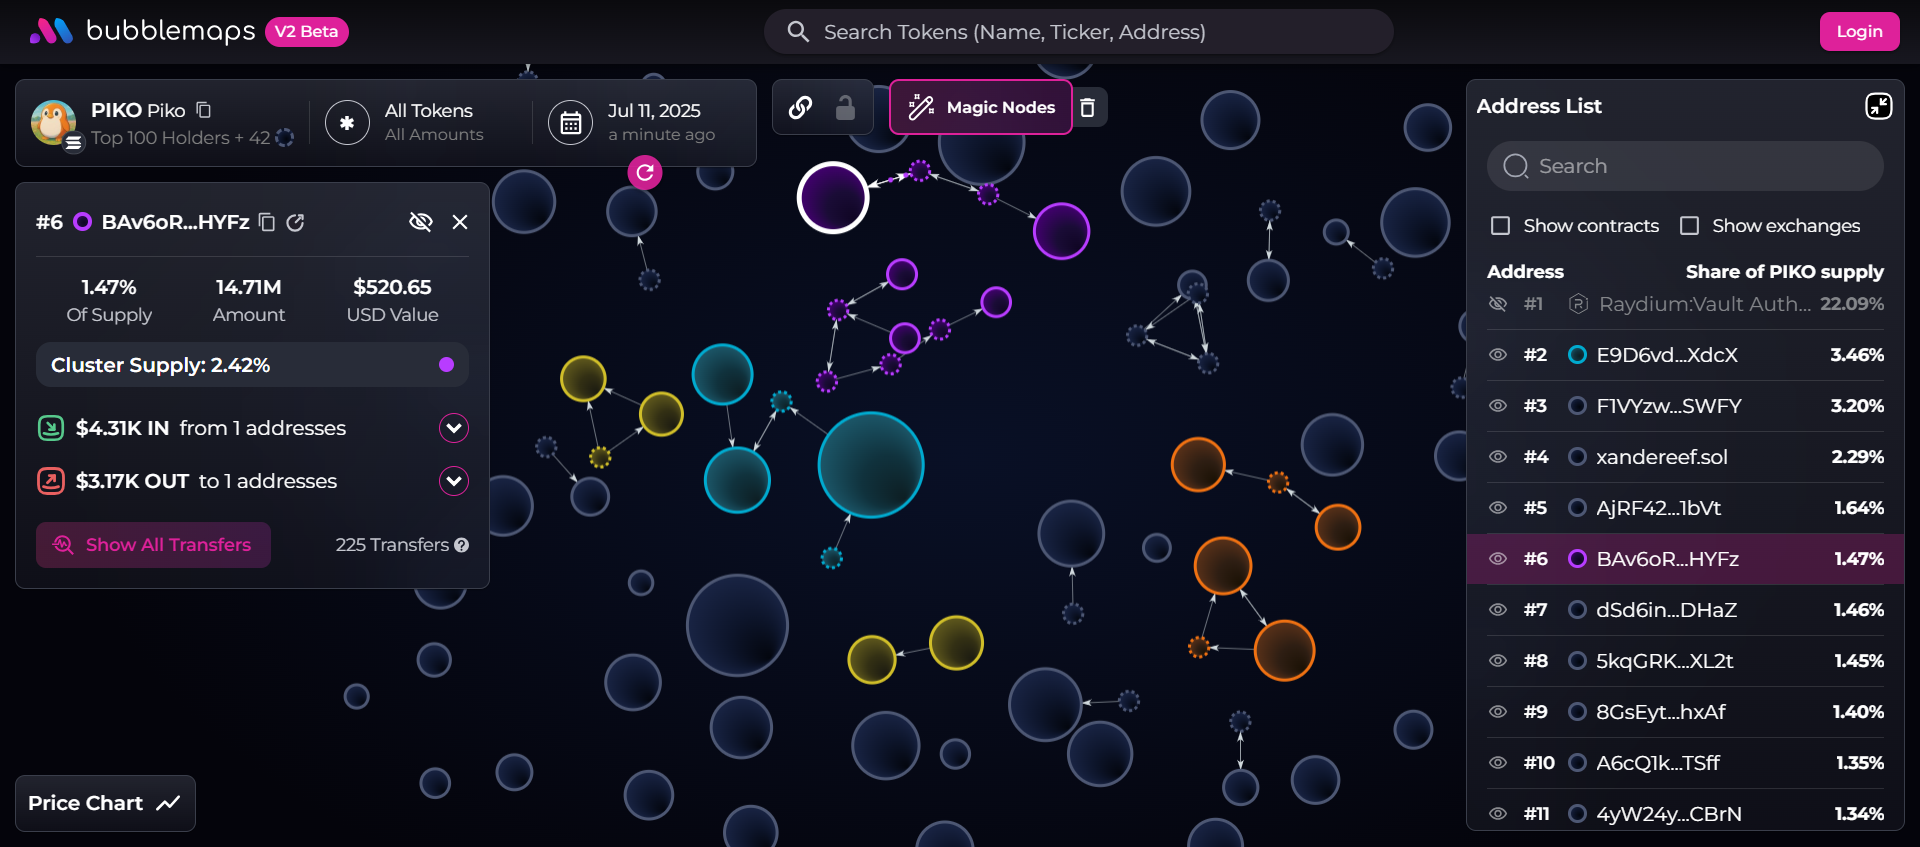 bubblemaps V2 Beta
Search Tokens (Name, Ticker, Address)
Login
PIKO Piko
Top 100 Holders + 42
All Tokens
All Amounts
Jul 11, 2025
a minute ago
Magic Nodes
#6 BAv6oR...HYFz
1.47% 14.71M $520.65
Of Supply Amount USD Value
Cluster Supply: 2.42%
$4.31K IN from 1 addresses
$3.17K OUT to 1 addresses
Show All Transfers 225 Transfers ?
Price Chart
Address List
Search
Show contracts Show exchanges
Address Share of PIKO supply
#1 Raydium:Vault Auth... 22.09%
#2 E9D6vd...XdcX 3.46%
#3 F1VYzw...SWFY 3.20%
#4 xandereef.sol 2.29%
#5 AjRF42...1bVt 1.64%
#6 BAv6oR...HYFz 1.47%
#7 dSd6in...DHaZ 1.46%
#8 5kqGRK...XL2t 1.45%
#9 8GsEyt...hxAf 1.40%
#10 A6cQ1k...TSff 1.35%
#11 4yW24y...CBrN 1.34%